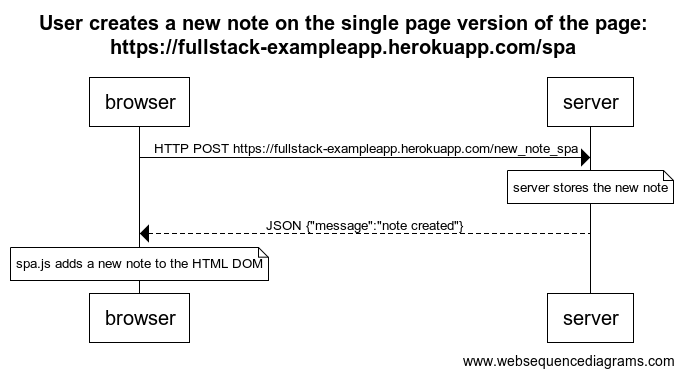 User creates a new note on the single page version of the page:
https://fullstack-exampleapp.herokuapp.com/spa
browser
server
HTTP POST https://fullstack-exampleapp.herokuapp.com/new_note_spa
server stores the new note
JSON {"message":"note created"}
spa.js adds a new note to the HTML DOM
browser
server
www.websequencediagrams.com